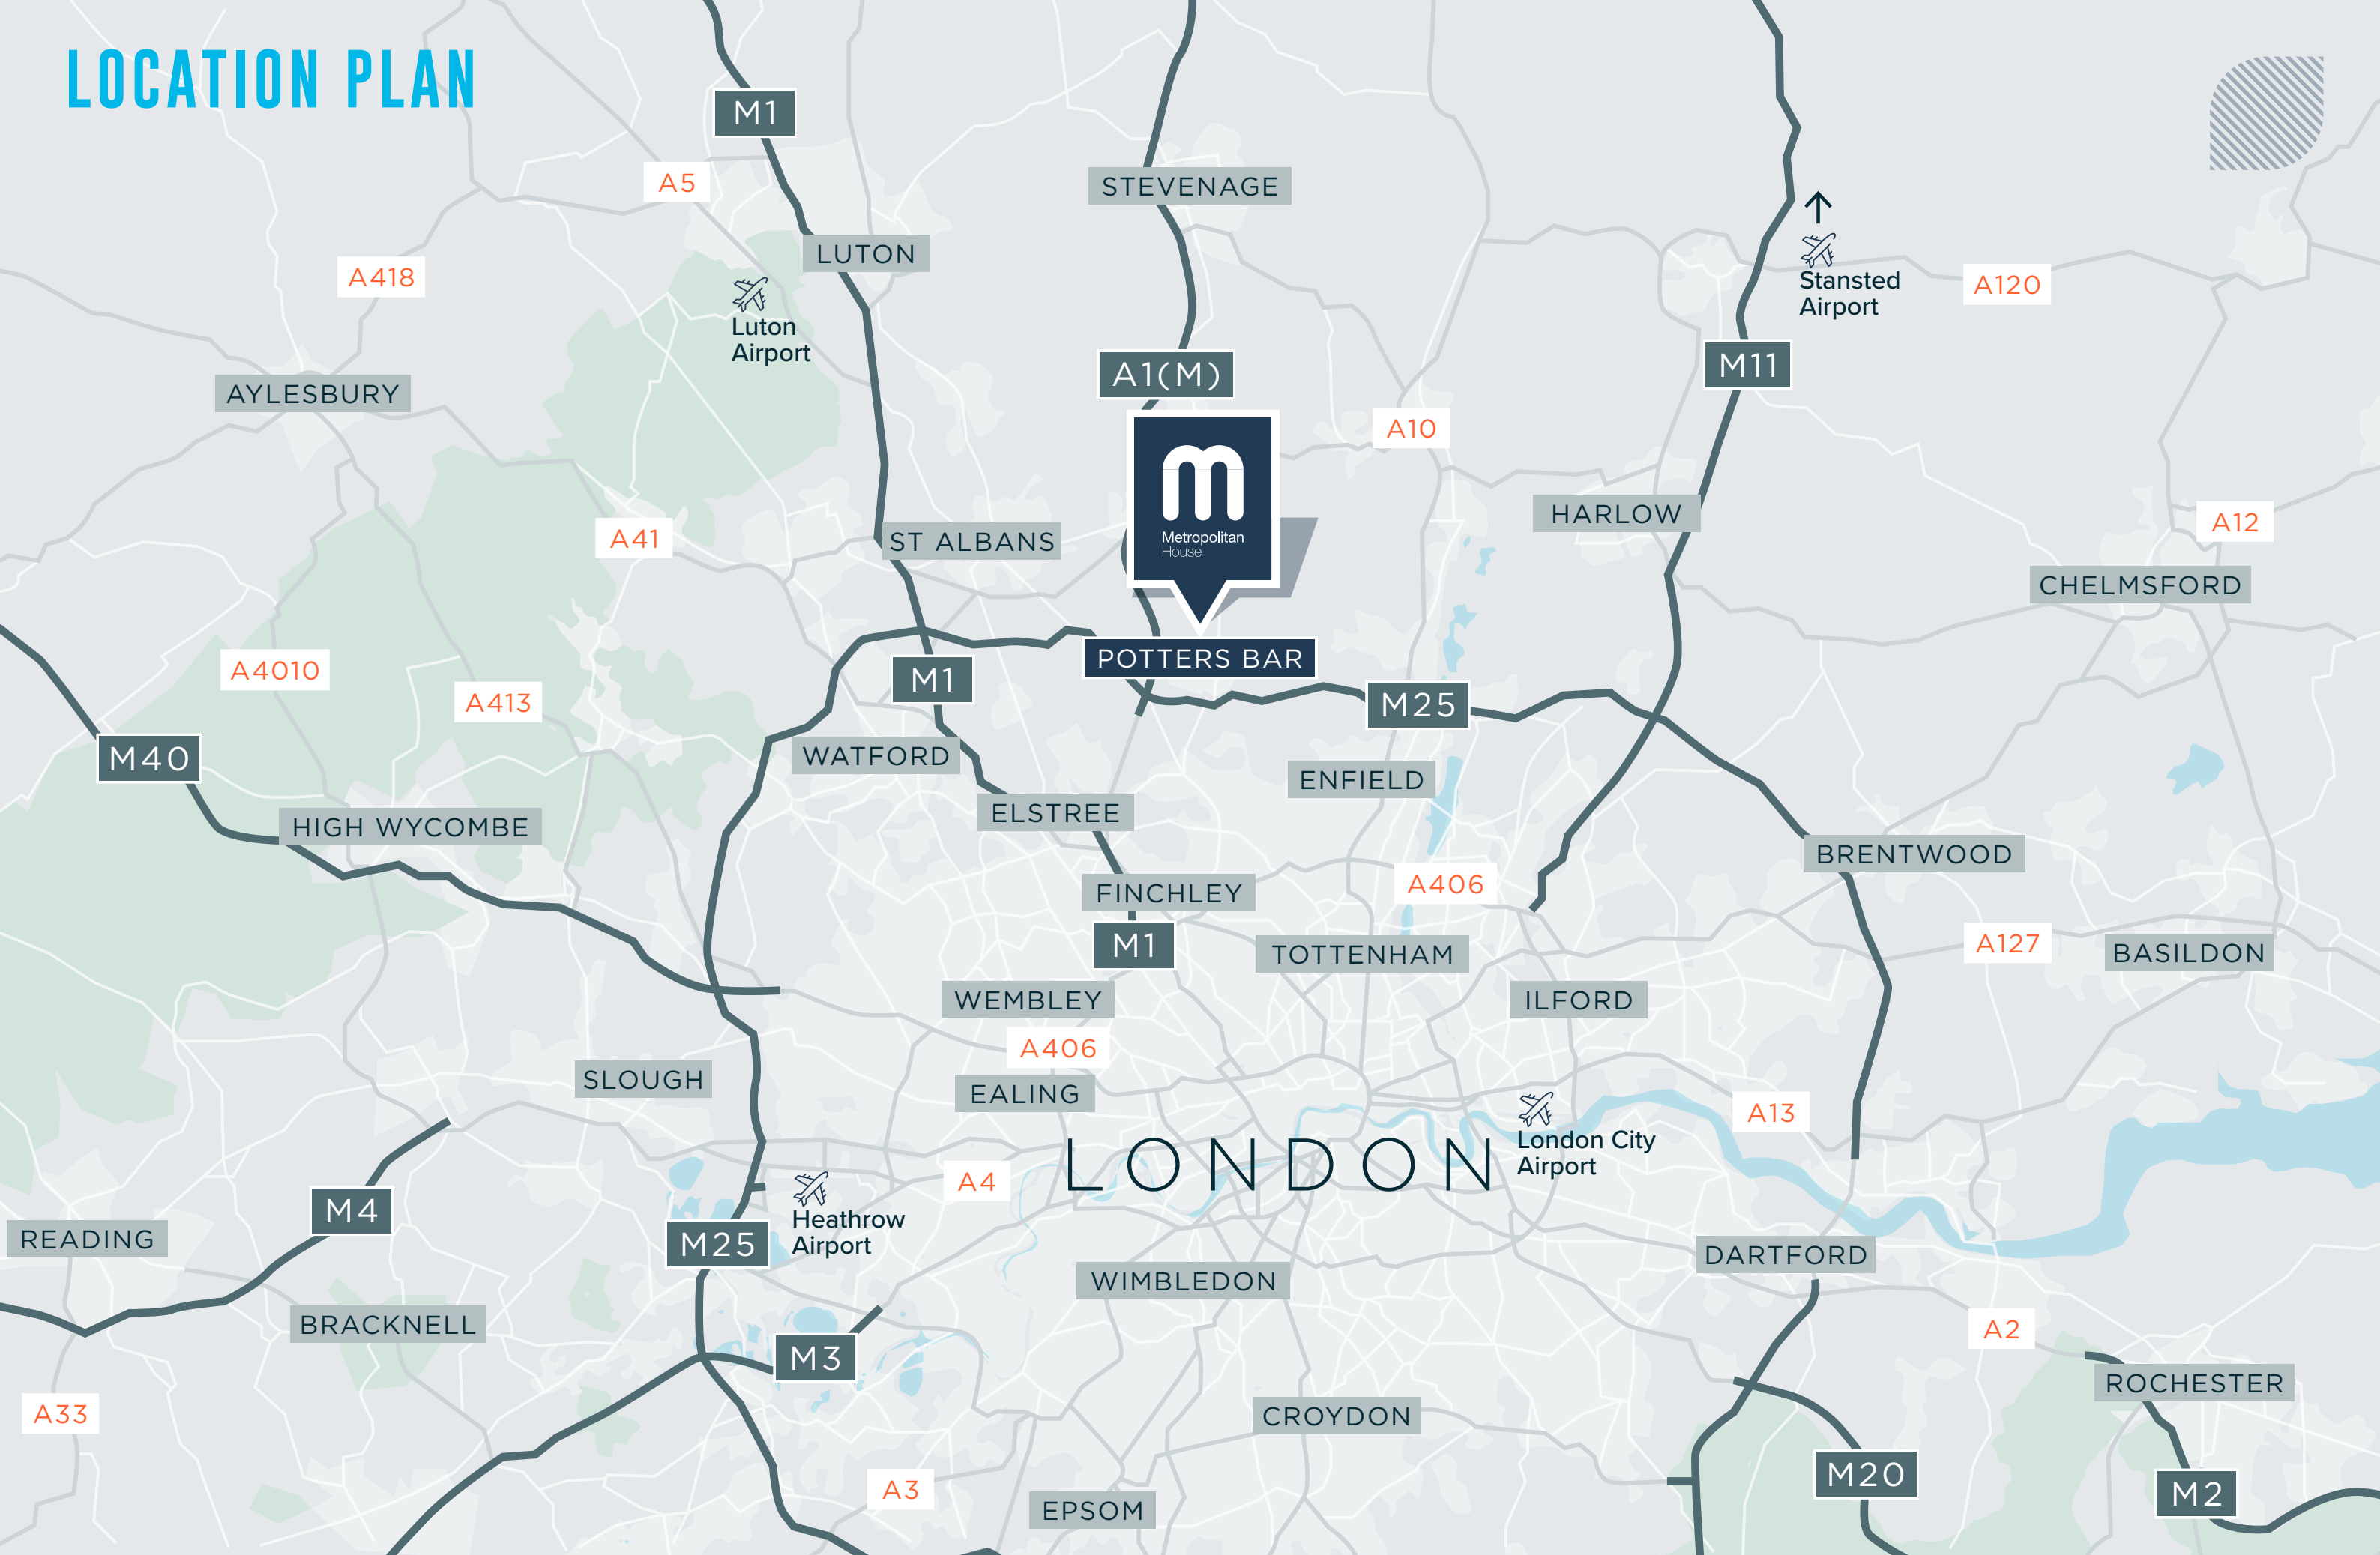 LOCATION PLAN
M1
A5
STEVENAGE
LUTON
A418
Stansted
Airport
A120
Luton
Airport
A1(M)
M11
AYLESBURY
A10
HARLOW
A12
A41
ST ALBANS
Metropolitan
House
CHELMSFORD
POTTERS BAR
A4010
M1
A413
M25
M40
WATFORD
ENFIELD
ELSTREE
HIGH WYCOMBE
BRENTWOOD
FINCHLEY
A406
M1
TOTTENHAM
A127
BASILDON
WEMBLEY
ILFORD
A406
SLOUGH
EALING
A13
LONDON
London City
Airport
A4
M4
Heathrow
Airport
READING
M25
DARTFORD
WIMBLEDON
BRACKNELL
A2
M3
ROCHESTER
A33
CROYDON
M20
A3
M2
EPSOM